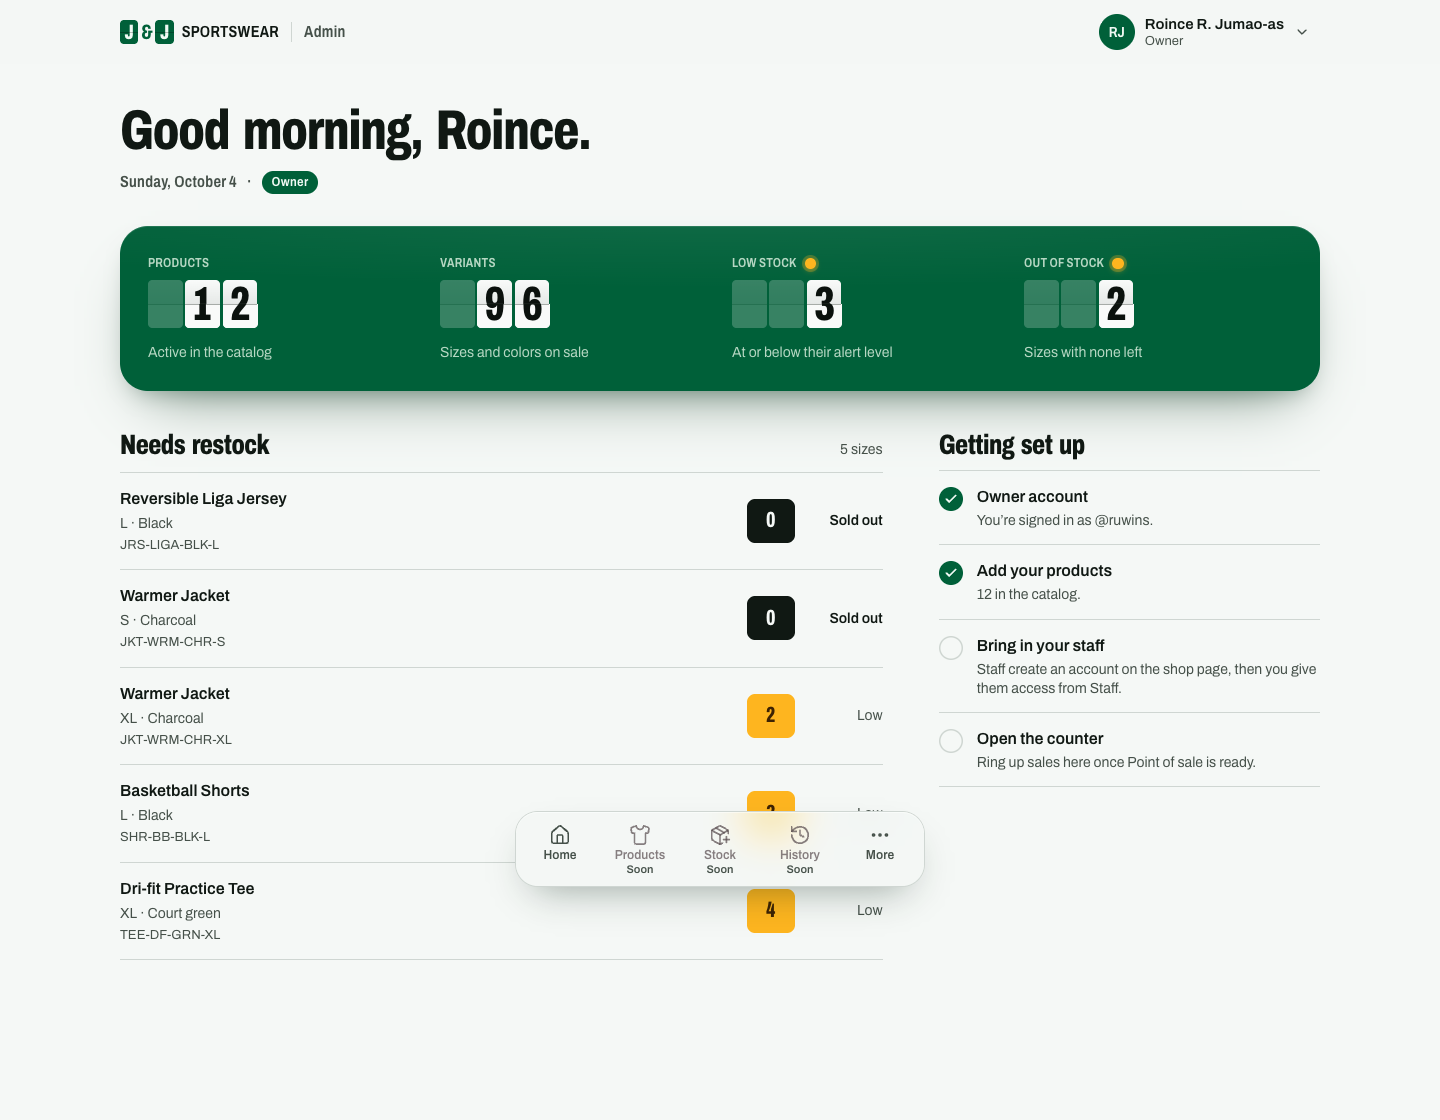 J & J SPORTSWEAR Admin
RJ
Roince R. Jumao-as
Owner
Good morning, Roince.
Sunday, October 4 · Owner
PRODUCTS
12
Active in the catalog
VARIANTS
96
Sizes and colors on sale
LOW STOCK
3
At or below their alert level
OUT OF STOCK
2
Sizes with none left
Needs restock
5 sizes
Reversible Liga Jersey
L · Black
JRS-LIGA-BLK-L
0
Sold out
Warmer Jacket
S · Charcoal
JKT-WRM-CHR-S
0
Sold out
Warmer Jacket
XL · Charcoal
JKT-WRM-CHR-XL
2
Low
Basketball Shorts
L · Black
SHR-BB-BLK-L
Low
Dri-fit Practice Tee
XL · Court green
TEE-DF-GRN-XL
4
Low
Getting set up
Owner account
You’re signed in as @ruwins.
Add your products
12 in the catalog.
Bring in your staff
Staff create an account on the shop page, then you give
them access from Staff.
Open the counter
Ring up sales here once Point of sale is ready.
Home
Products
Soon
Stock
Soon
History
Soon
More